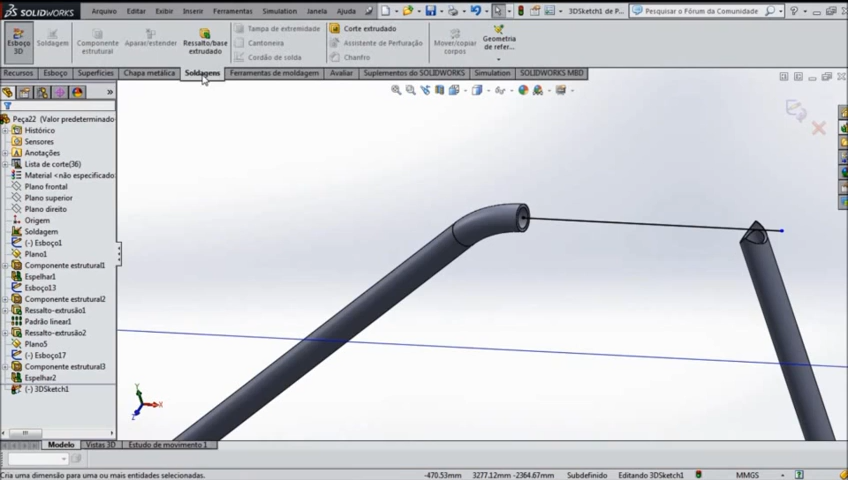 SOLIDWORKS Arquivo Editar Exibir Inserir Ferramentas Simulation Janela Ajuda 3DSketch1 de P... Pesquisar o Fórum da Comunidade
Esboço 3D
Soldagem
Componente estrutural
Aparar/estender
Ressalto/base extrudado
Tampa de extremidade
Cantoneira
Cordão de solda
Corte extrudado
Assistente de Perfuração
Chanfro
Mover/copiar corpos
Geometria de refer...
Recursos Esboço Superfícies Chapa metálica Soldagens Ferramentas de moldagem Avaliar Suplementos do SOLIDWORKS Simulation SOLIDWORKS MBD
Peça22 (Valor predeterminado
Histórico
Sensores
Anotações
Lista de corte(36)
Material <não especificado
Plano frontal
Plano superior
Plano direito
Origem
Soldagem
(-) Esboço1
Plano1
Componente estrutural1
Espelhar1
Esboço13
Componente estrutural2
Ressalto-extrusão1
Padrão linear1
Ressalto-extrusão2
Plano5
(-) Esboço17
Componente estrutural3
Espelhar2
(-) 3DSketch1
Y
X
Z
Modelo Vistas 3D Estudo de movimento 1
Cria uma dimensão para uma ou mais entidades selecionadas. -470.53mm 3277.12mm -2364.67mm Subdefinido Editando 3DSketch1 MMGS